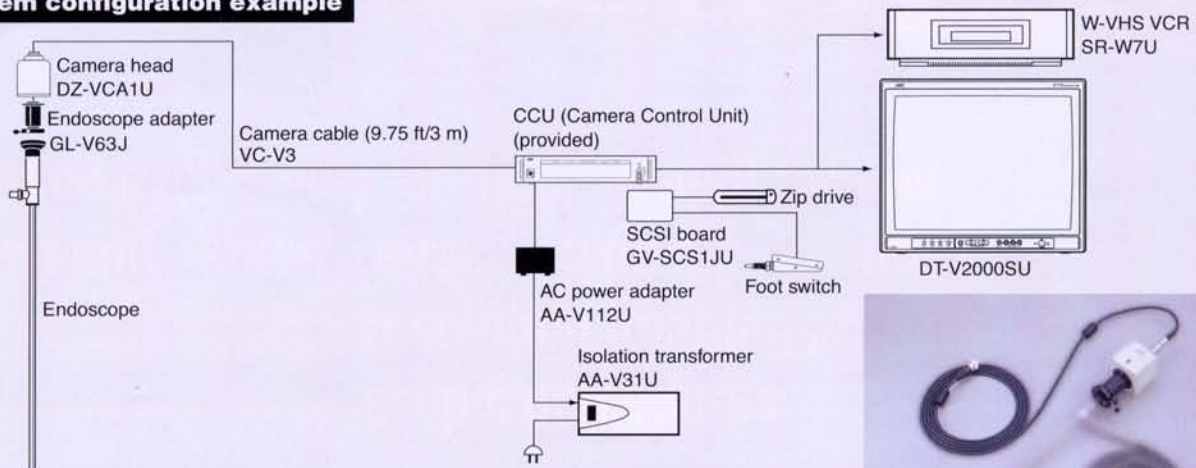 em configuration example
Camera head
DZ-VCA1U
Endoscope adapter
GL-V63J
Camera cable (9.75 ft/3 m)
VC-V3
CCU (Camera Control Unit)
(provided)
W-VHS VCR
SR-W7U
Zip drive
SCSI board
GV-SCS1JU
Foot switch
DT-V2000SU
AC power adapter
AA-V112U
Endoscope
Isolation transformer
AA-V31U